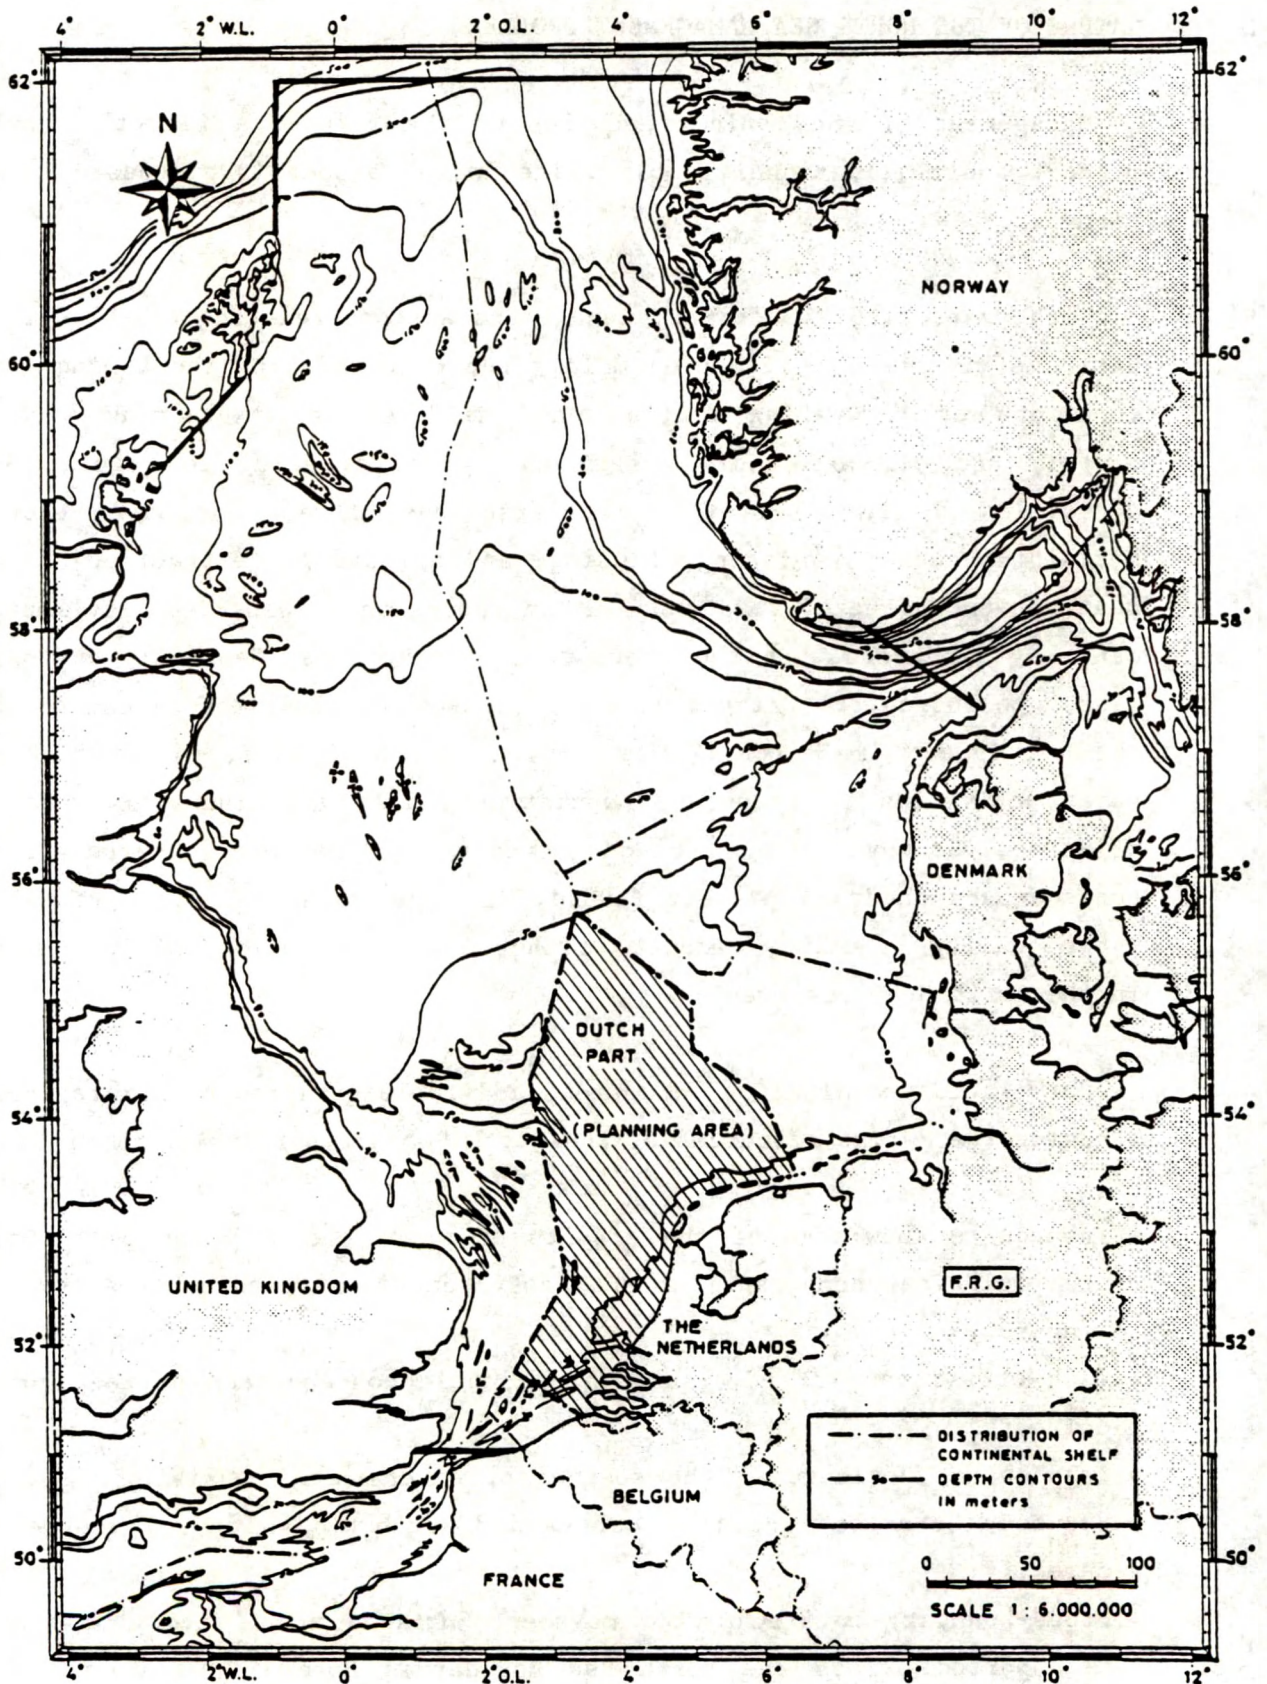 4° 2° W.L. 0° 2° O.L. 4° 6° 8° 10° 12°
62° 62°
N
NORWAY
60° 60°
58° 58°
DENMARK
56° 56°
DUTCH
PART
54° 54°
(PLANNING AREA)
UNITED KINGDOM
F.R.G.
THE
NETHERLANDS
52° 52°
DISTRIBUTION OF
CONTINENTAL SHELF
50 DEPTH CONTOURS
IN meters
BELGIUM
50° 50°
0 50 100
FRANCE
SCALE 1 : 6.000.000
4° 2° W.L. 0° 2° O.L. 4° 6° 8° 10° 12°